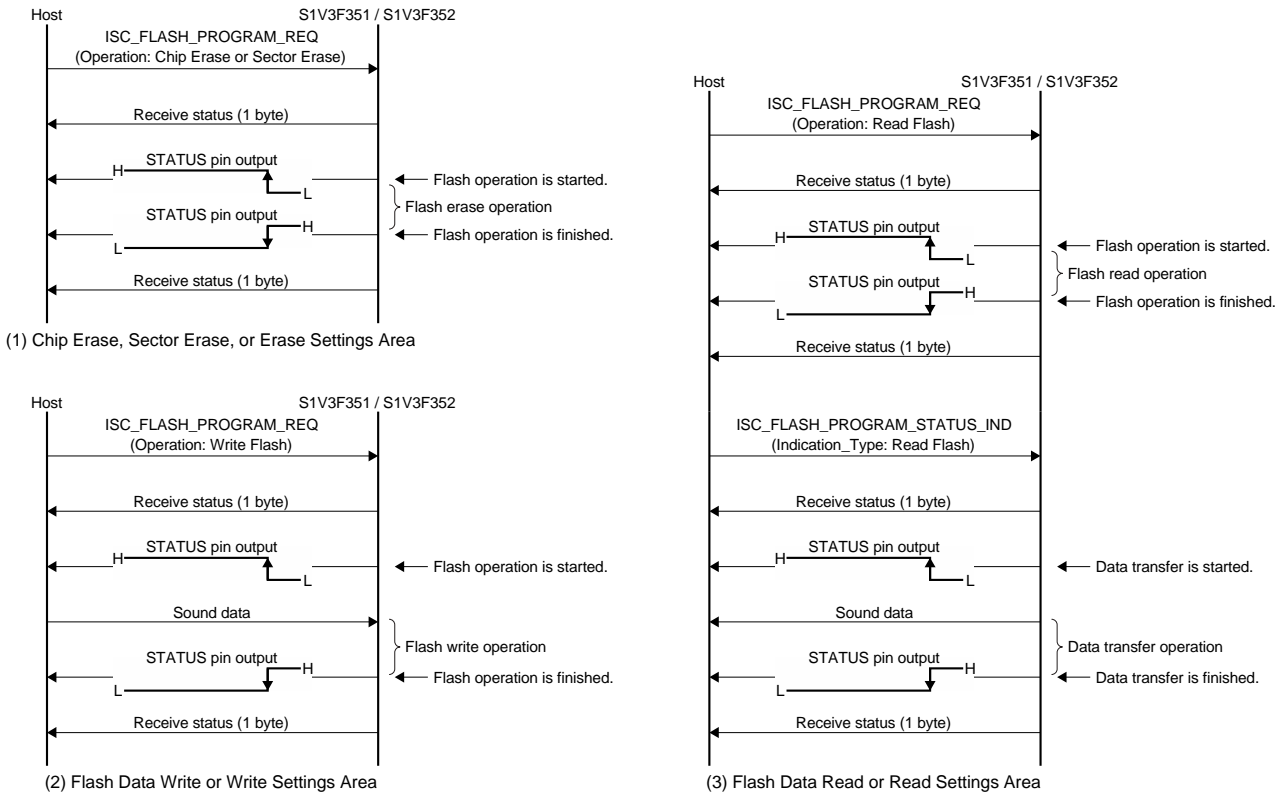 Host
S1V3F351 / S1V3F352
ISC_FLASH_PROGRAM_REQ
(Operation: Chip Erase or Sector Erase)
Receive status (1 byte)
STATUS pin output
H
L
Flash operation is started.
Flash erase operation
STATUS pin output
H
L
Flash operation is finished.
Receive status (1 byte)
(1) Chip Erase, Sector Erase, or Erase Settings Area
Host
S1V3F351 / S1V3F352
ISC_FLASH_PROGRAM_REQ
(Operation: Write Flash)
Receive status (1 byte)
STATUS pin output
H
L
Flash operation is started.
Sound data
Flash write operation
STATUS pin output
H
L
Flash operation is finished.
Receive status (1 byte)
(2) Flash Data Write or Write Settings Area
Host
S1V3F351 / S1V3F352
ISC_FLASH_PROGRAM_REQ
(Operation: Read Flash)
Receive status (1 byte)
STATUS pin output
H
L
Flash operation is started.
Flash read operation
STATUS pin output
H
L
Flash operation is finished.
Receive status (1 byte)
ISC_FLASH_PROGRAM_STATUS_IND
(Indication_Type: Read Flash)
Receive status (1 byte)
STATUS pin output
H
L
Data transfer is started.
Sound data
Data transfer operation
STATUS pin output
H
L
Data transfer is finished.
Receive status (1 byte)
(3) Flash Data Read or Read Settings Area